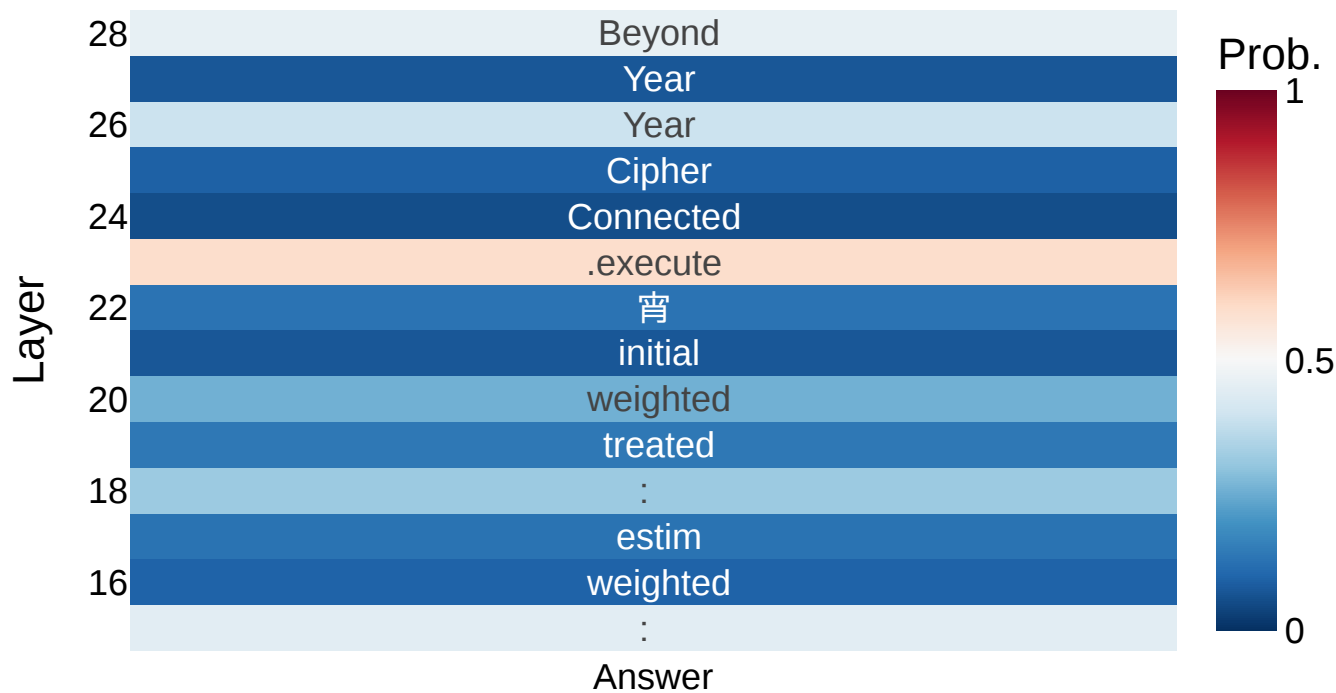 28 Beyond
Year
26 Year
Cipher
24 Connected
.execute
22 宵
initial
20 weighted
treated
18 :
estim
16 weighted
:
Answer
Layer
Prob.
1
0.5
0